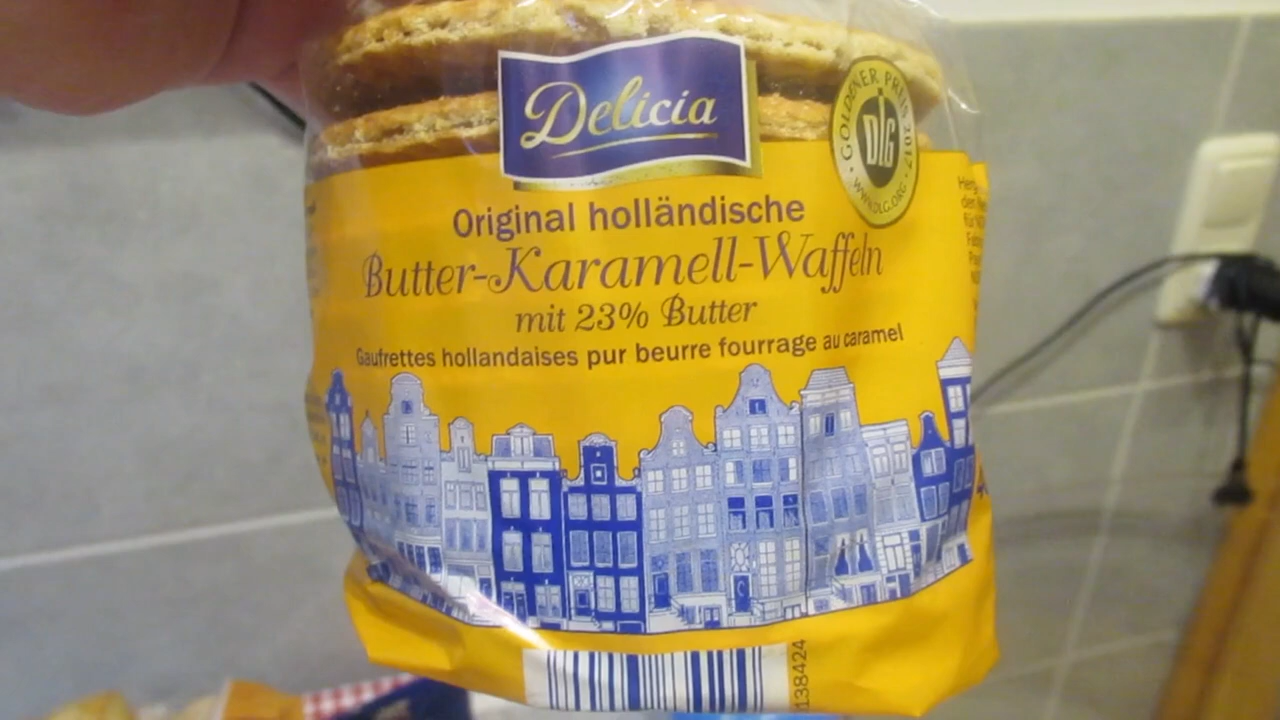 Delicia
GOLDENER PREIS 2017
DLG
WWW.DLG.ORG
Original holländische
Butter-Karamell-Waffeln
mit 23% Butter
Gaufrettes hollandaises pur beurre fourrage au caramel
138424